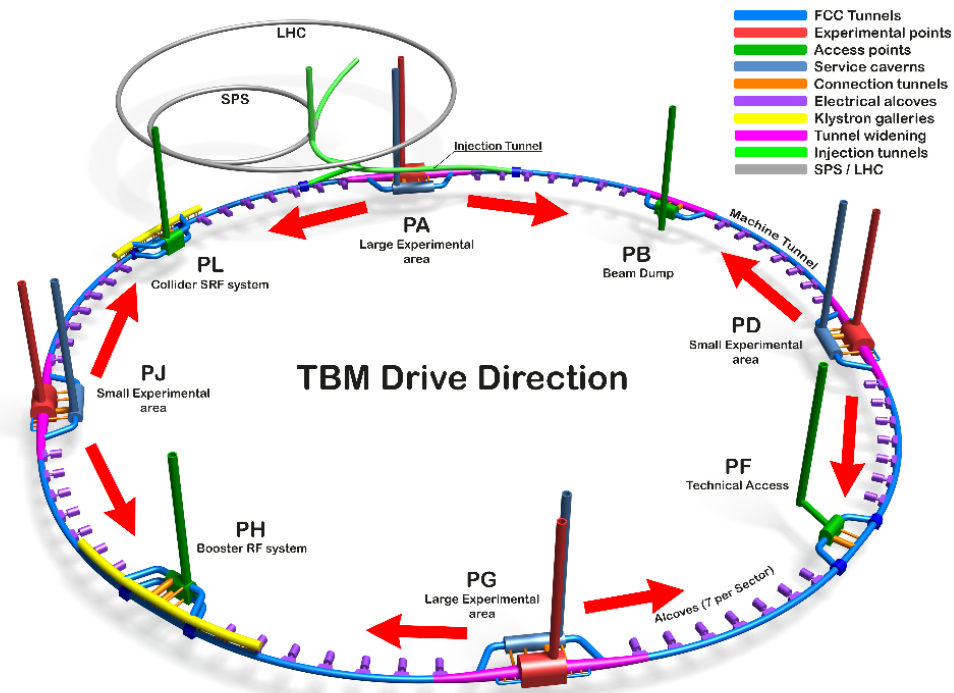 LHC
SPS
Injection Tunnel
FCC Tunnels
Experimental points
Access points
Service caverns
Connection tunnels
Electrical alcoves
Klystron galleries
Tunnel widening
Injection tunnels
SPS / LHC
PA
Large Experimental
area
PB
Beam Dump
Machine Tunnel
PL
Collider SRF system
PD
Small Experimental
area
PJ
Small Experimental
area
TBM Drive Direction
PF
Technical Access
PH
Booster RF system
PG
Large Experimental
area
Alcoves (7 per Sector)